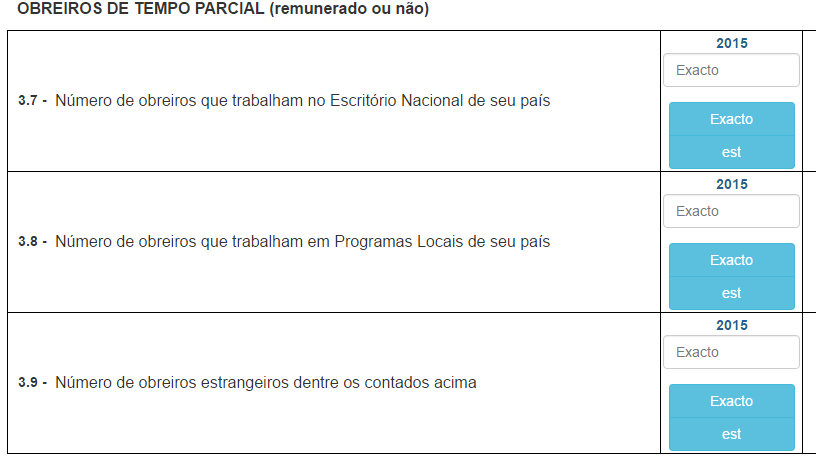 OBREIROS DE TEMPO PARCIAL (remunerado ou não)
2015
Exacto
3.7 - Número de obreiros que trabalham no Escritório Nacional de seu país
Exacto
est
2015
Exacto
3.8 - Número de obreiros que trabalham em Programas Locais de seu país
Exacto
est
2015
Exacto
3.9 - Número de obreiros estrangeiros dentre os contados acima
Exacto
est